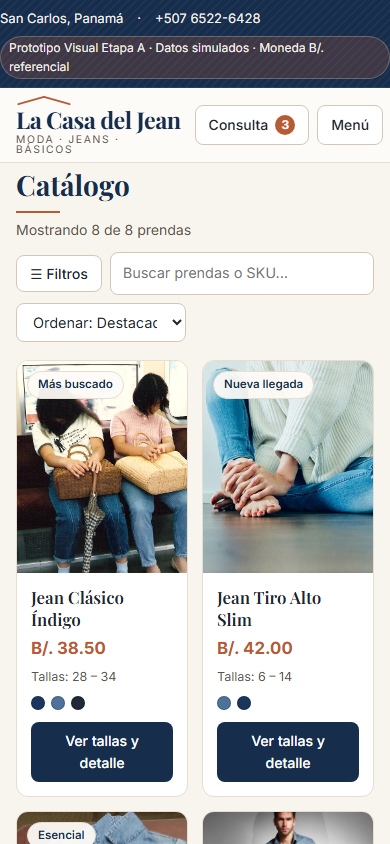 San Carlos, Panamá · +507 6522-6428
Prototipo Visual Etapa A · Datos simulados · Moneda B/.
referencial
La Casa del Jean
MODA · JEANS ·
BÁSICOS
Consulta 3
Menú
Catálogo
Mostrando 8 de 8 prendas
☰ Filtros
Buscar prendas o SKU...
Ordenar: Destacad
Más buscado
Nueva llegada
Jean Clásico
Índigo
B/. 38.50
Tallas: 28 – 34
Ver tallas y
detalle
Jean Tiro Alto
Slim
B/. 42.00
Tallas: 6 – 14
Ver tallas y
detalle
Esencial